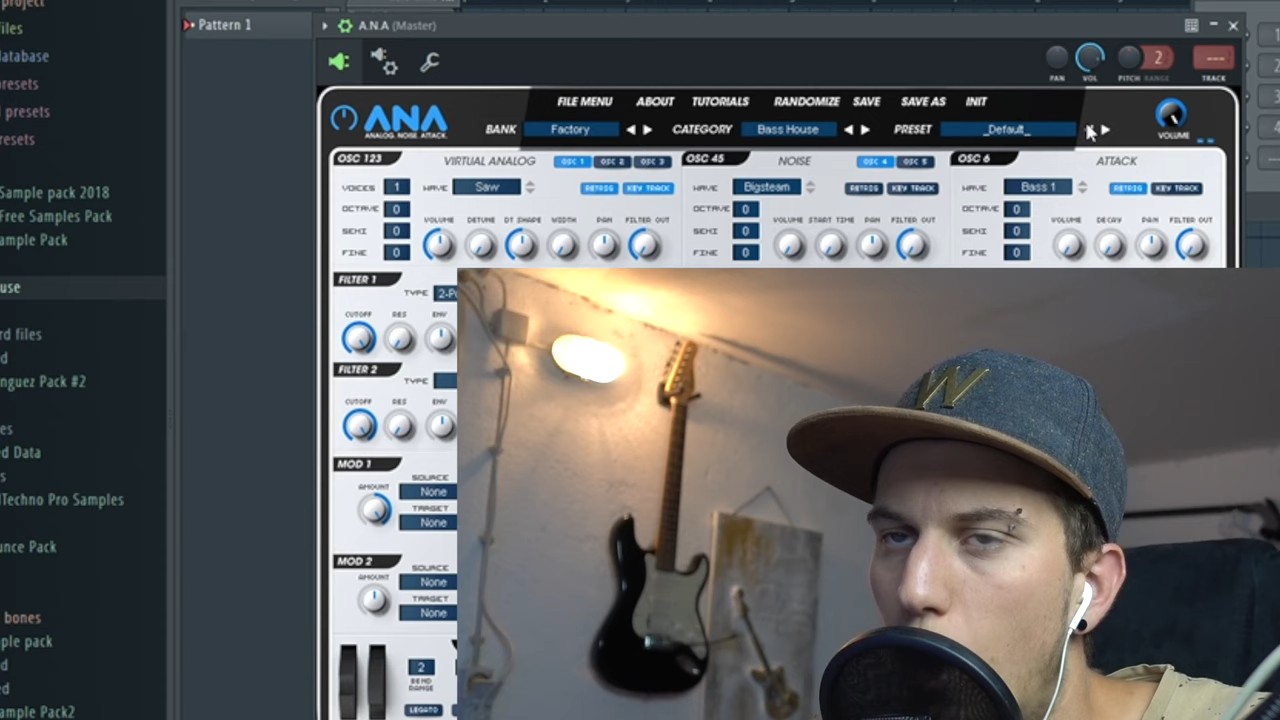 project
Pattern 1
A.N.A (Master)
files
database
presets
presets
resets
PAN VOL PITCH RANGE 2 --- TRACK
ANA
ANALOG. NOISE. ATTACK.
FILE MENU ABOUT TUTORIALS RANDOMIZE SAVE SAVE AS INIT
BANK Factory CATEGORY Bass House PRESET _Default_ VOLUME
OSC 123 VIRTUAL ANALOG OSC 1 OSC 2 OSC 3 OSC 45 NOISE OSC 4 OSC 5 OSC 6 ATTACK
VOICES 1 WAVE Saw RETRIG KEY TRACK WAVE Bigsteam RETRIG KEY TRACK WAVE Bass 1 RETRIG KEY TRACK
OCTAVE 0 OCTAVE 0 OCTAVE 0
SEMI 0 VOLUME DETUNE DT SHAPE WIDTH PAN FILTER OUT SEMI 0 VOLUME START TIME PAN FILTER OUT SEMI 0 VOLUME DECAY PAN FILTER OUT
FINE 0 FINE 0 FINE 0
Sample pack 2018
Free Samples Pack
ample Pack
use
rd files
d
nguez Pack #2
es
ed Data
s
lTechno Pro Samples
unce Pack
bones
ple pack
d
ed
ample Pack2
FILTER 1
TYPE 2-P
CUTOFF RES ENV
FILTER 2
TYPE
CUTOFF RES ENV
MOD 1
SOURCE
AMOUNT None
TARGET
None
MOD 2
SOURCE
AMOUNT None
TARGET
None
2
BEND
RANGE
LEGATO
W